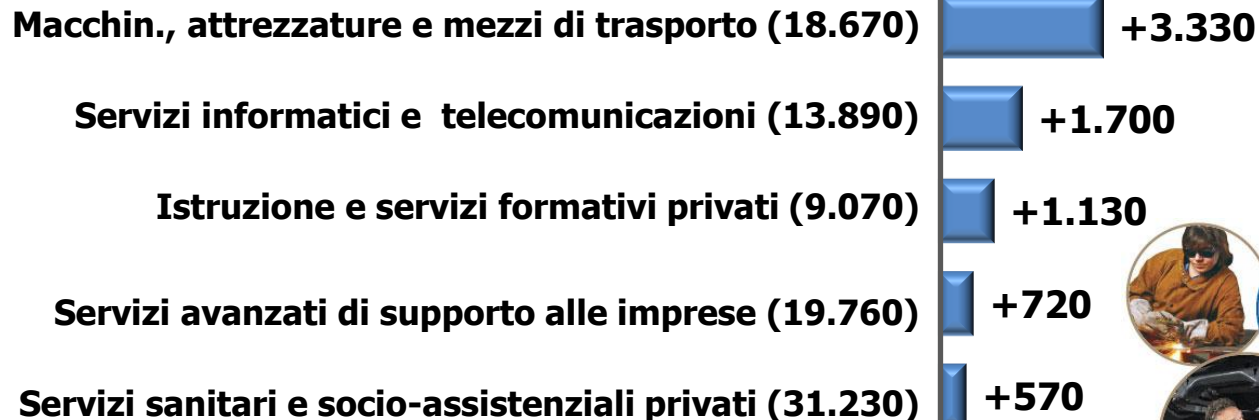 Macchin., attrezzature e mezzi di trasporto (18.670) +3.330
Servizi informatici e telecomunicazioni (13.890) +1.700
Istruzione e servizi formativi privati (9.070) +1.130
Servizi avanzati di supporto alle imprese (19.760) +720
Servizi sanitari e socio-assistenziali privati (31.230) +570